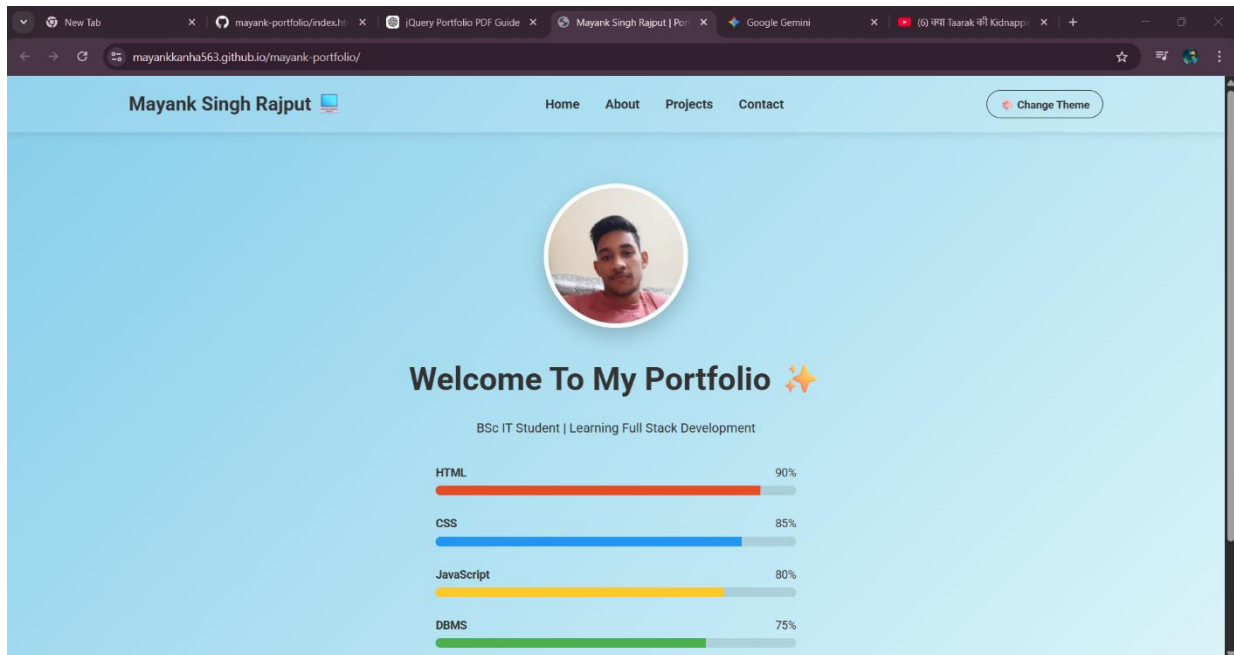 New Tab
mayank-portfolio/index.ht
jQuery Portfolio PDF Guide
Mayank Singh Rajput | Por
Google Gemini
(6) क्या Taarak की Kidnapp
mayankkanha563.github.io/mayank-portfolio/
Mayank Singh Rajput
Home About Projects Contact
Change Theme
Welcome To My Portfolio
BSc IT Student | Learning Full Stack Development
HTML 90%
CSS 85%
JavaScript 80%
DBMS 75%